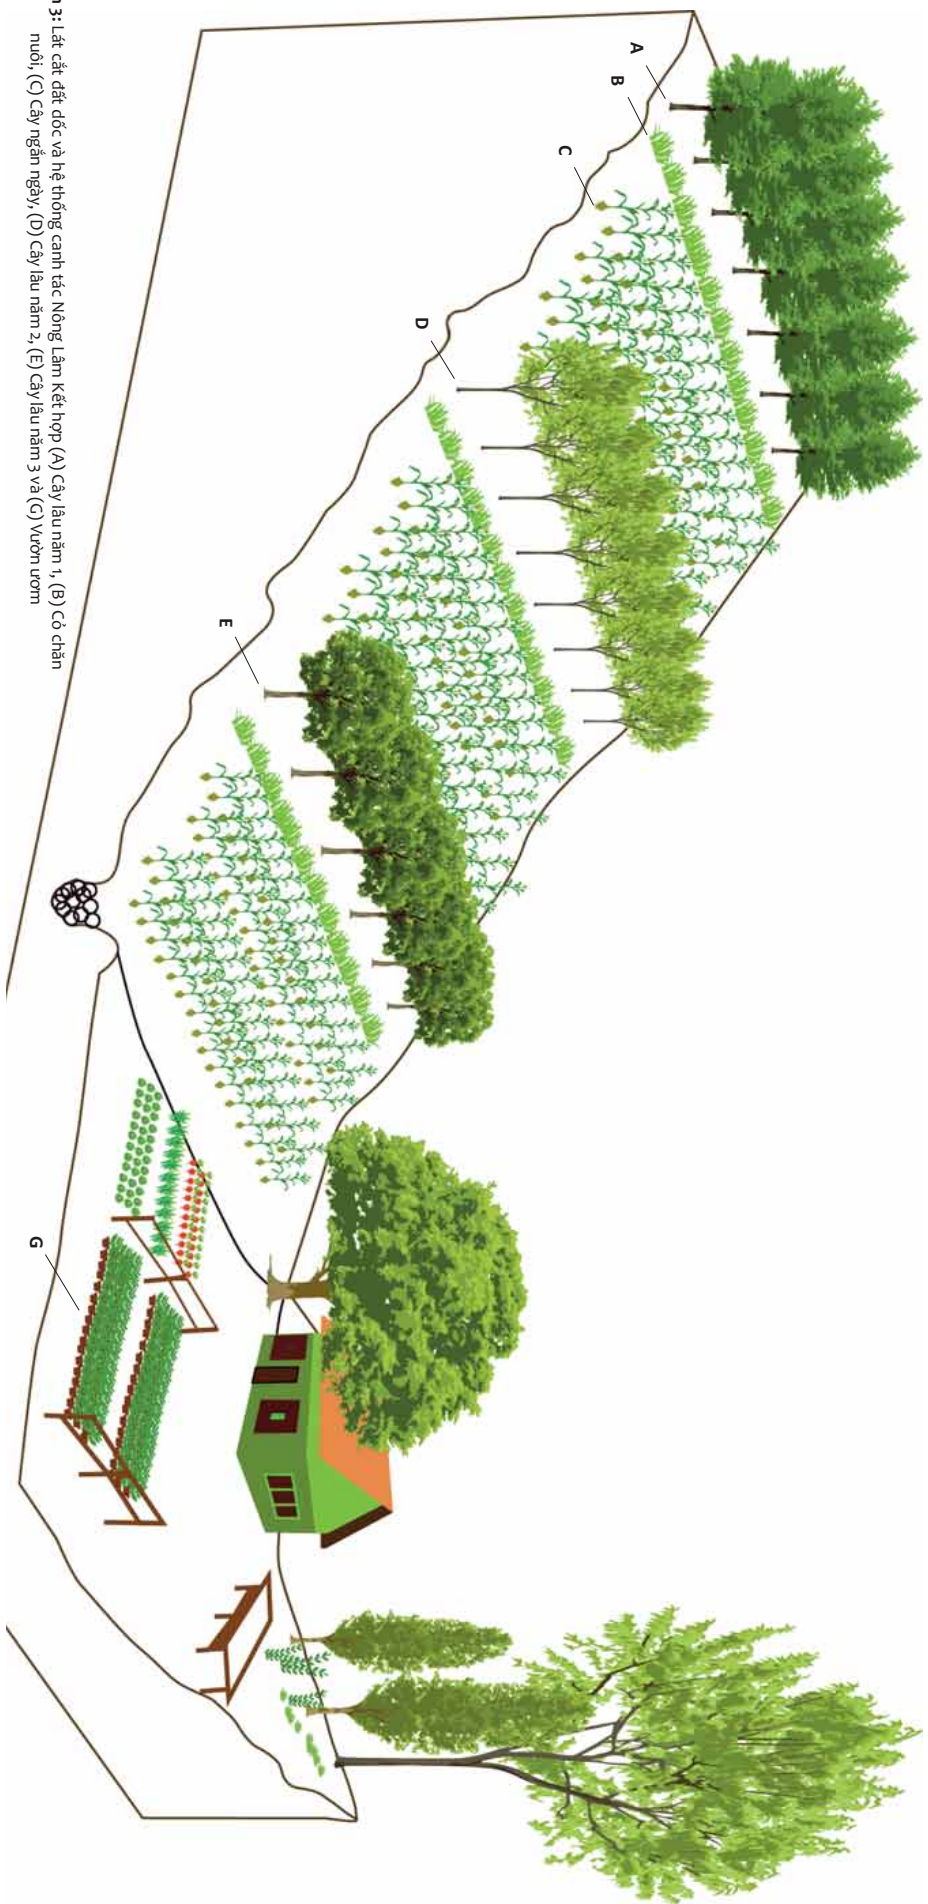 A
B
C
D
E
G
n 3: Lát cắt đất dốc và hệ thống canh tác Nông Lâm Kết hợp (A) Cây lâu năm 1, (B) Cỏ chăn
nuôi, (C) Cây ngắn ngày, (D) Cây lâu năm 2, (E) Cây lâu năm 3 và (G) Vườn ươm